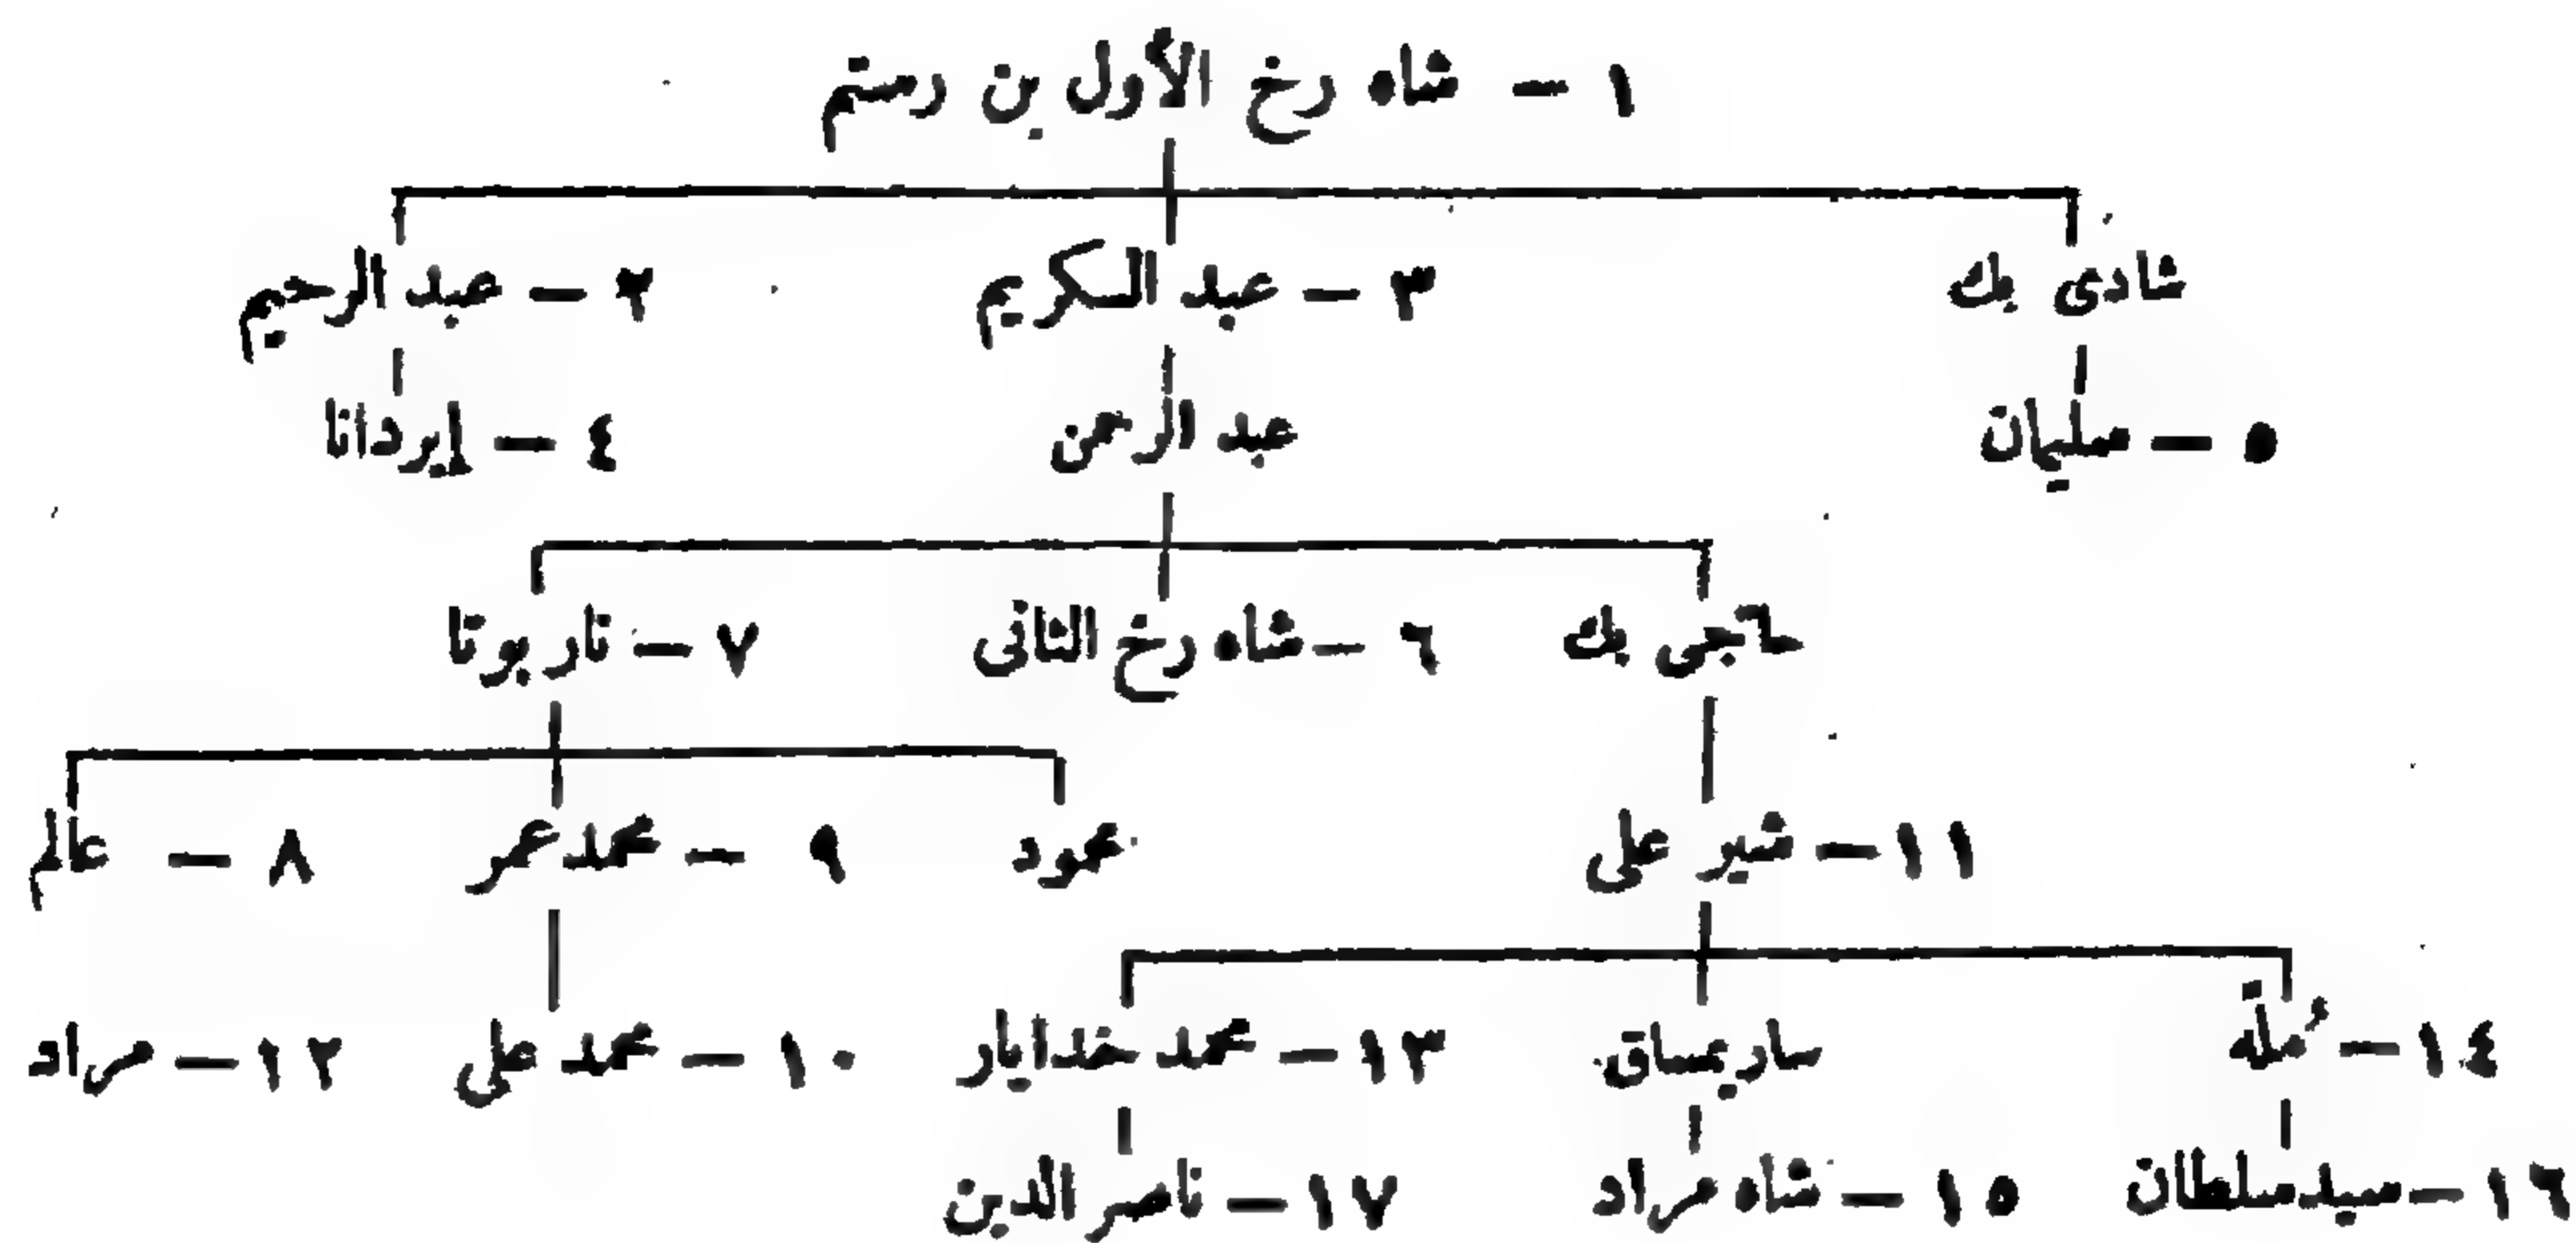 ١ – شاه رخ الأول بن رستم
شادى بك ٣ – عبد الكريم ٢ – عبد الرحيم
٥ – سليمان عبد الرحمن ٤ – إيردانا
حاجى بك ٦ – شاه رخ الثانى ٧ – نار بوتا
١١ – شير على محمود ٩ – محمد عمر ٨ – عالم
١٤ – مُلّة ساريمساق ١٣ – محمد خدايار ١٠ – محمد على ١٢ – مراد
١٦ – سيد سلطان ١٥ – شاه مراد ١٧ – ناصر الدين